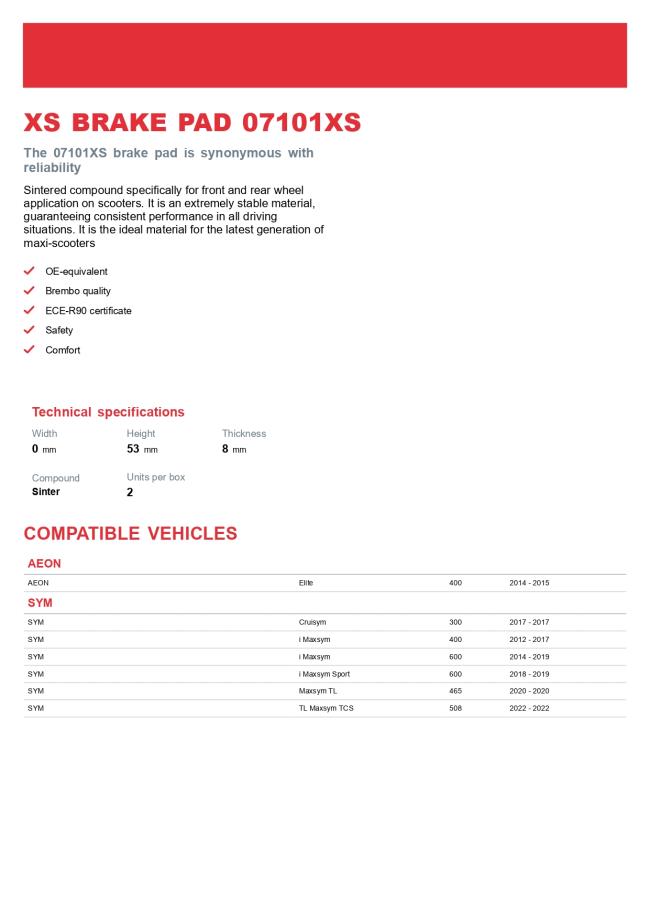 XS BRAKE PAD 07101XS
The 07101XS brake pad is synonymous with
reliability
Sintered compound specifically for front and rear wheel
application on scooters. It is an extremely stable material,
guaranteeing consistent performance in all driving
situations. It is the ideal material for the latest generation of
maxi-scooters
OE-equivalent
Brembo quality
ECE-R90 certificate
Safety
Comfort
Technical specifications
Width Height Thickness
0 mm 53 mm 8 mm
Compound Units per box
Sinter 2
COMPATIBLE VEHICLES
AEON
AEON Elite 400 2014 - 2015
SYM
SYM Cruisym 300 2017 - 2017
SYM i Maxsym 400 2012 - 2017
SYM i Maxsym 600 2014 - 2019
SYM i Maxsym Sport 600 2018 - 2019
SYM Maxsym TL 465 2020 - 2020
SYM TL Maxsym TCS 508 2022 - 2022